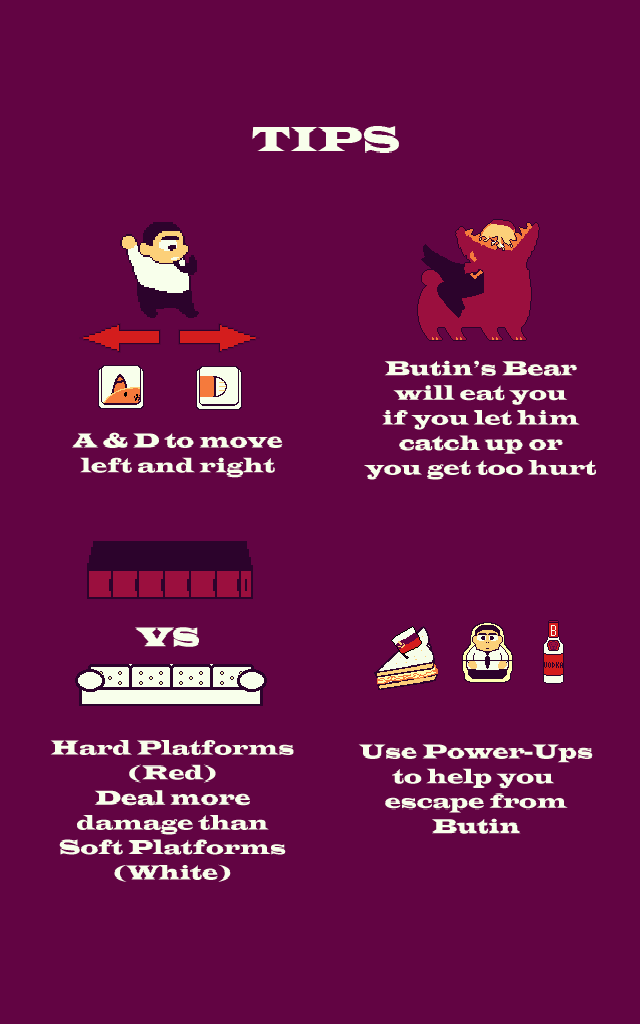 TIPS
A & D to move
left and right
Butin's Bear
will eat you
if you let him
catch up or
you get too hurt
VS
Hard Platforms
(Red)
Deal more
damage than
Soft Platforms
(White)
B
VODKA
Use Power-Ups
to help you
escape from
Butin